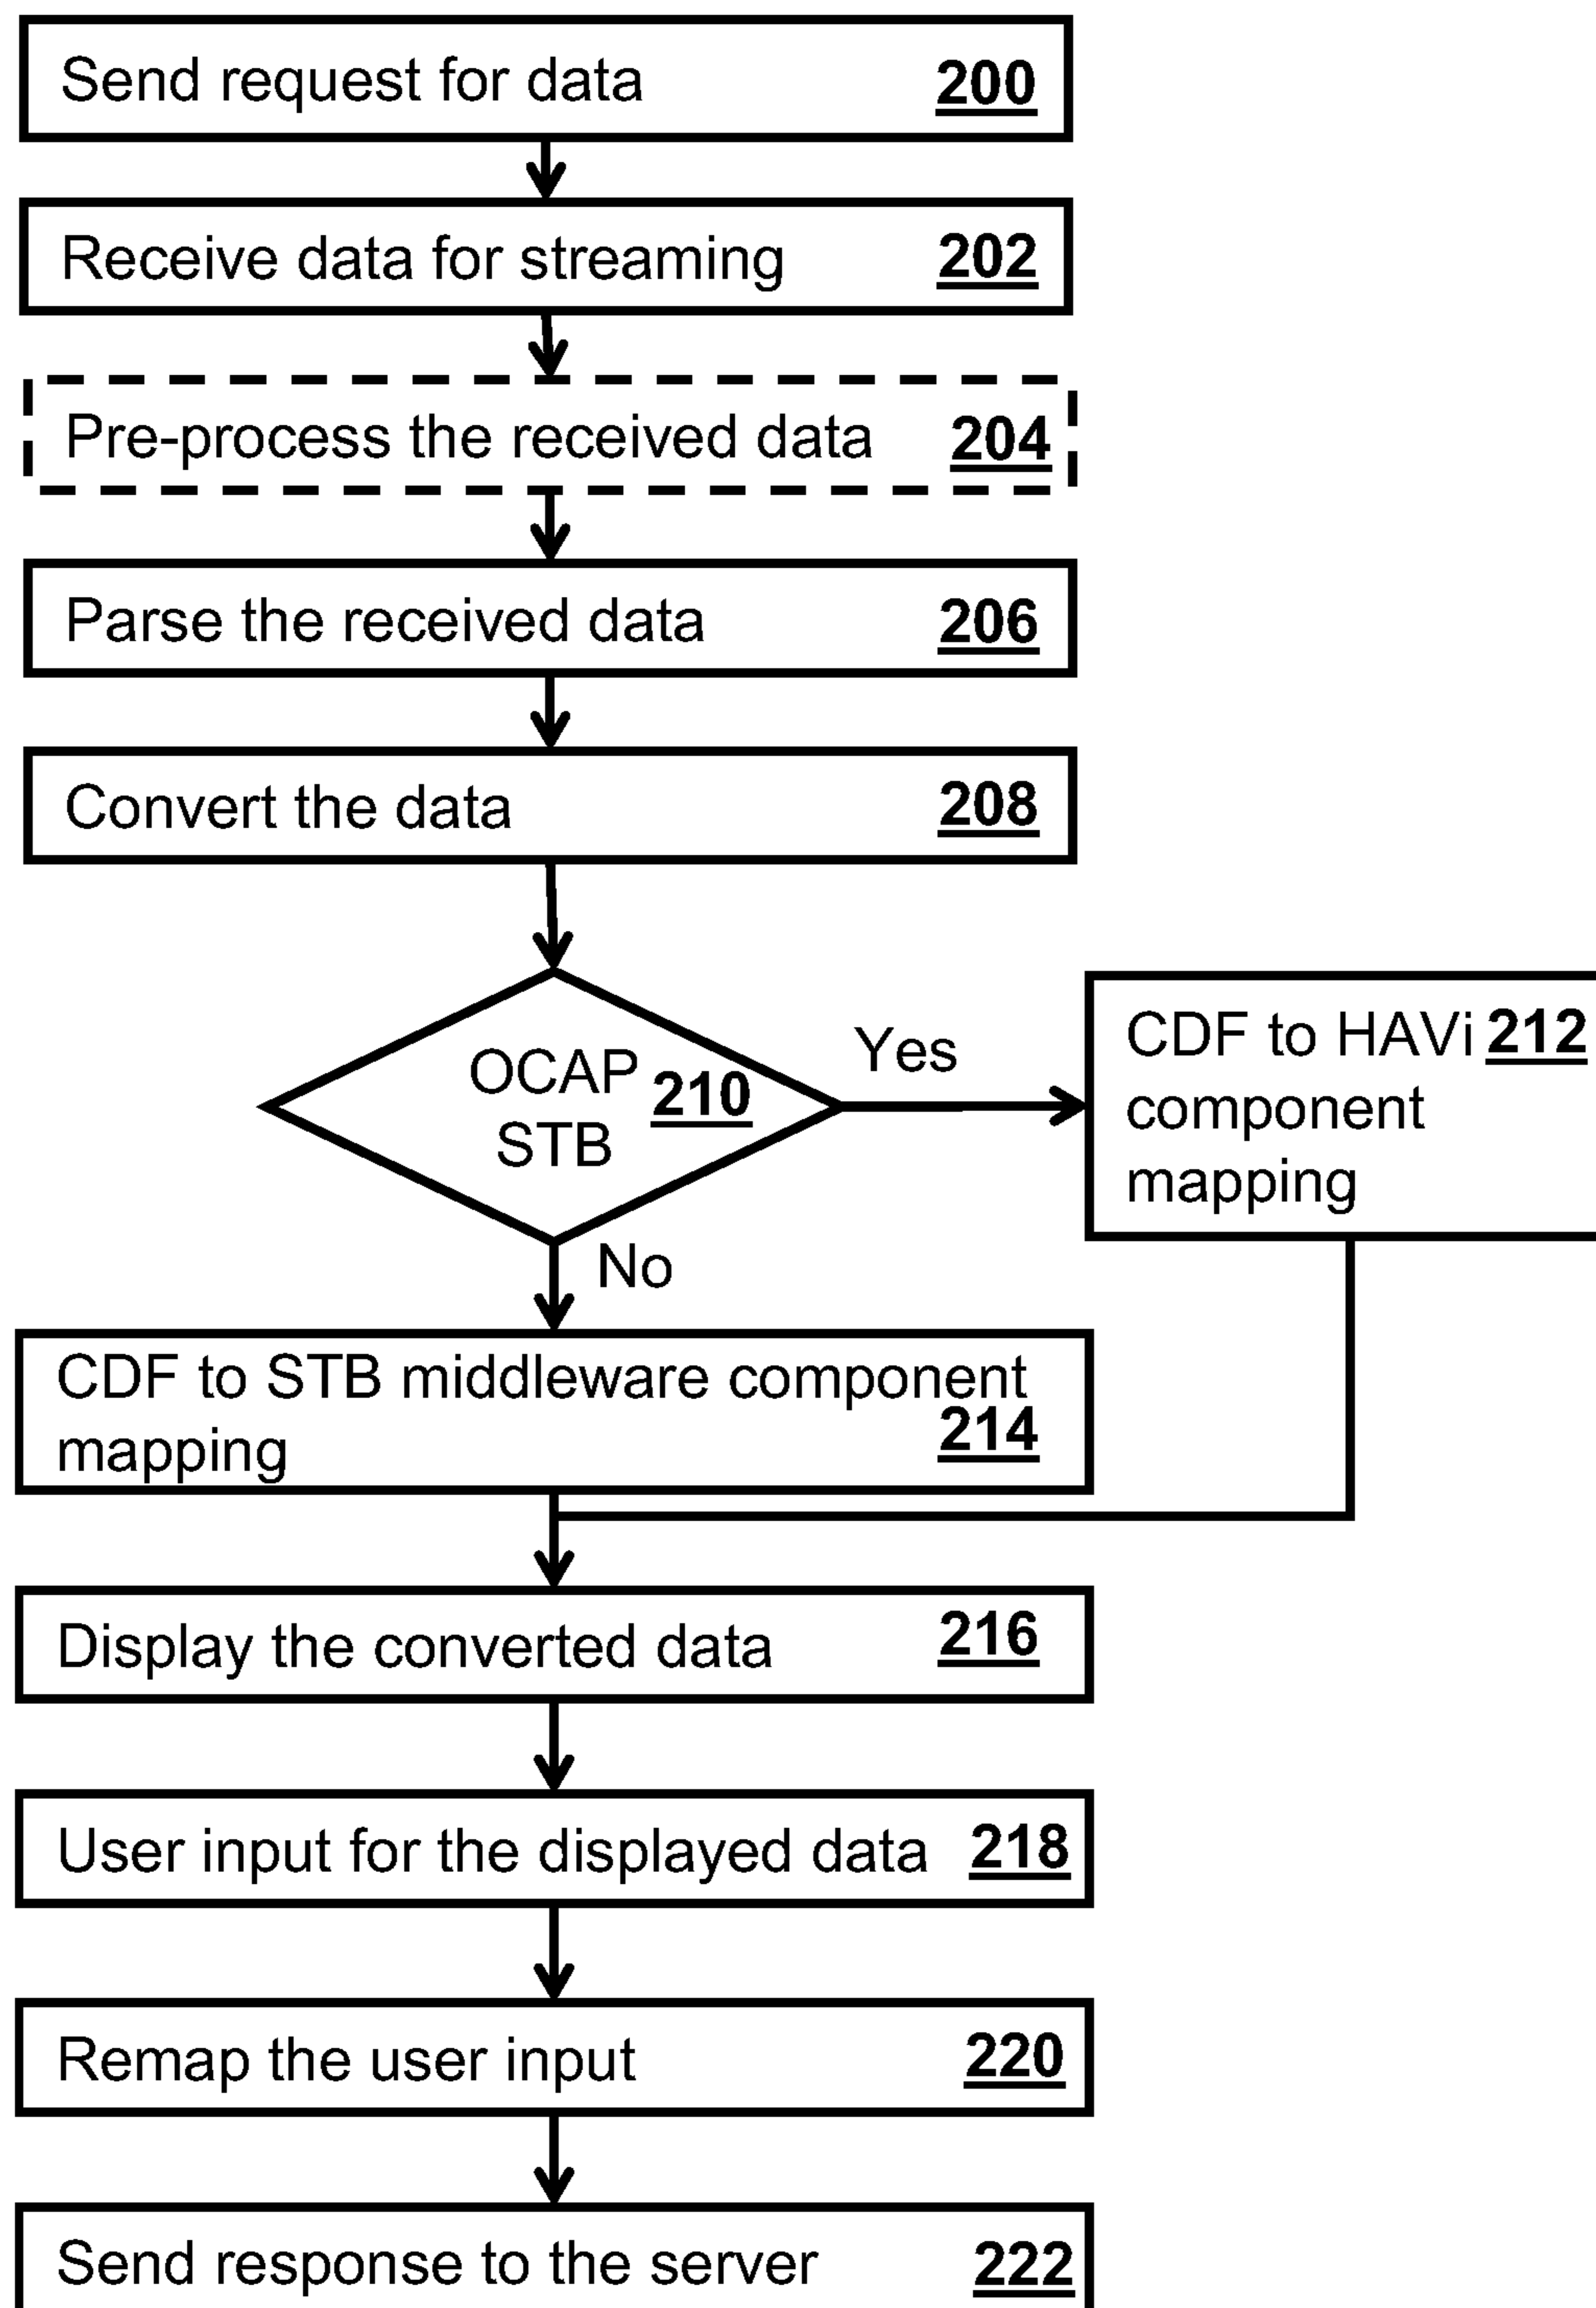 Send request for data 200
Receive data for streaming 202
Pre-process the received data 204
Parse the received data 206
Convert the data 208
OCAP 210
STB
Yes
CDF to HAVi 212
component
mapping
No
CDF to STB middleware component
mapping 214
Display the converted data 216
User input for the displayed data 218
Remap the user input 220
Send response to the server 222